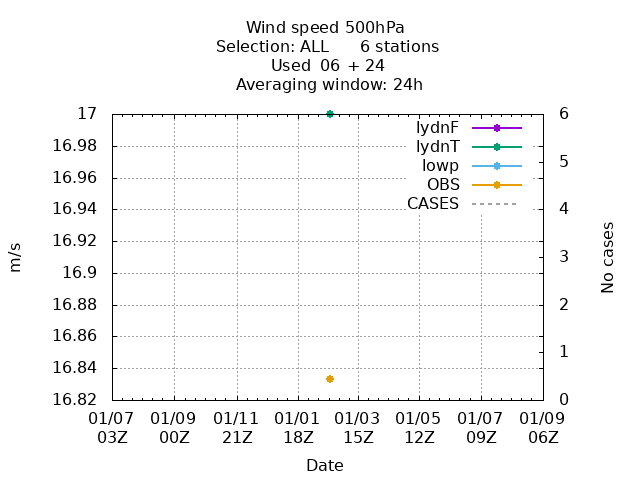 Wind speed 500hPa
Selection: ALL 6 stations
Used 06 + 24
Averaging window: 24h
17
16.98
16.96
16.94
16.92
16.9
16.88
16.86
16.84
16.82
6
5
4
3
2
1
0
lydnF
lydnT
lowp
OBS
CASES
m/s
No cases
01/07 01/09 01/11 01/01 01/03 01/05 01/07 01/09
03Z 00Z 21Z 18Z 15Z 12Z 09Z 06Z
Date